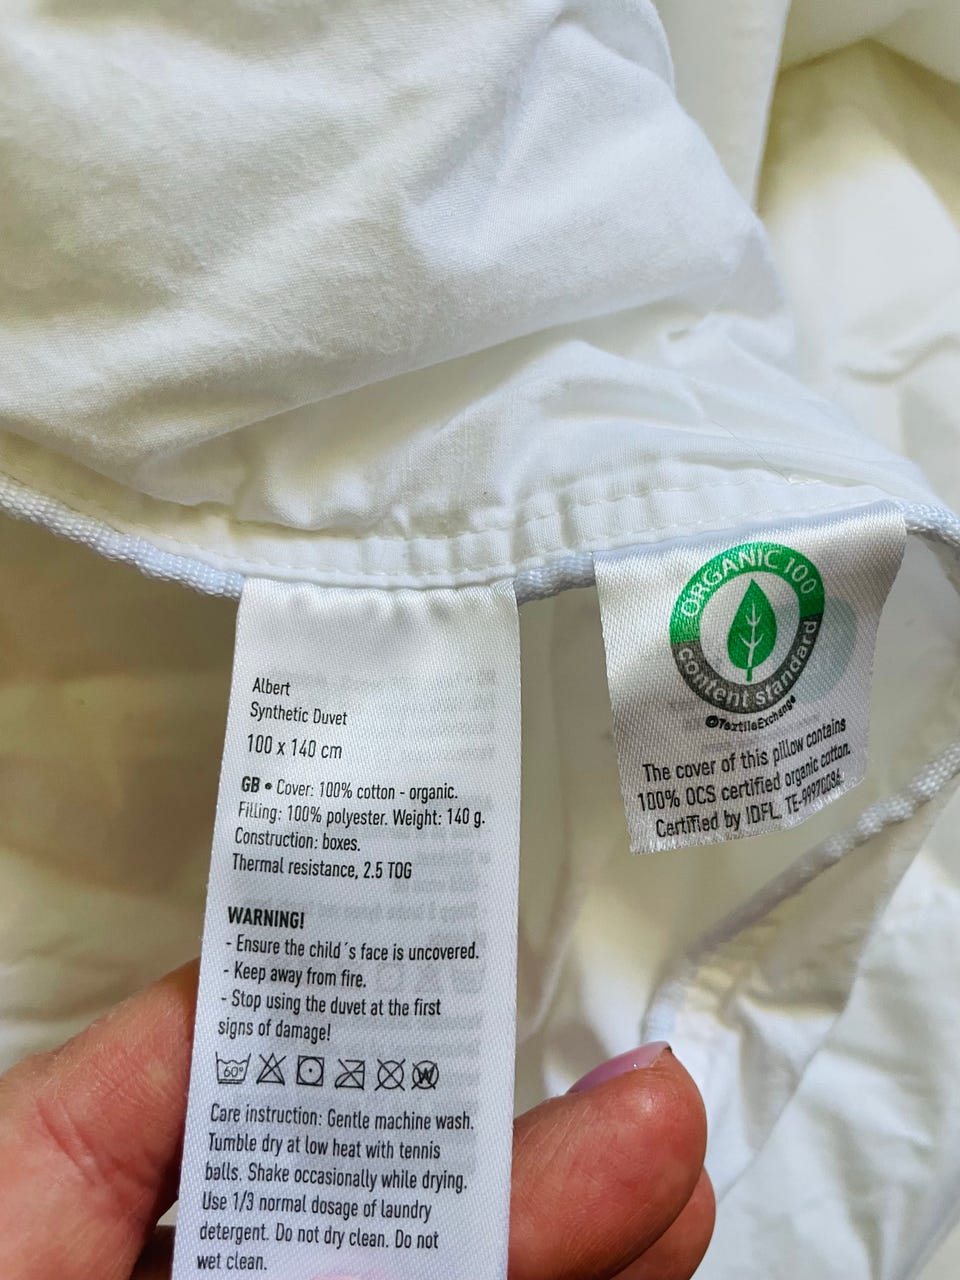 Albert
Synthetic Duvet
100 x 140 cm
GB • Cover: 100% cotton - organic.
Filling: 100% polyester. Weight: 140 g.
Construction: boxes.
Thermal resistance, 2.5 TOG
WARNING!
- Ensure the child´s face is uncovered.
- Keep away from fire.
- Stop using the duvet at the first
signs of damage!
60°
W
Care instruction: Gentle machine wash.
Tumble dry at low heat with tennis
balls. Shake occasionally while drying.
Use 1/3 normal dosage of laundry
detergent. Do not dry clean. Do not
wet clean.
ORGANIC 100
content standard
©TextileExchange
The cover of this pillow contains
100% OCS certified organic cotton.
Certified by IDFL, TE-99970086.